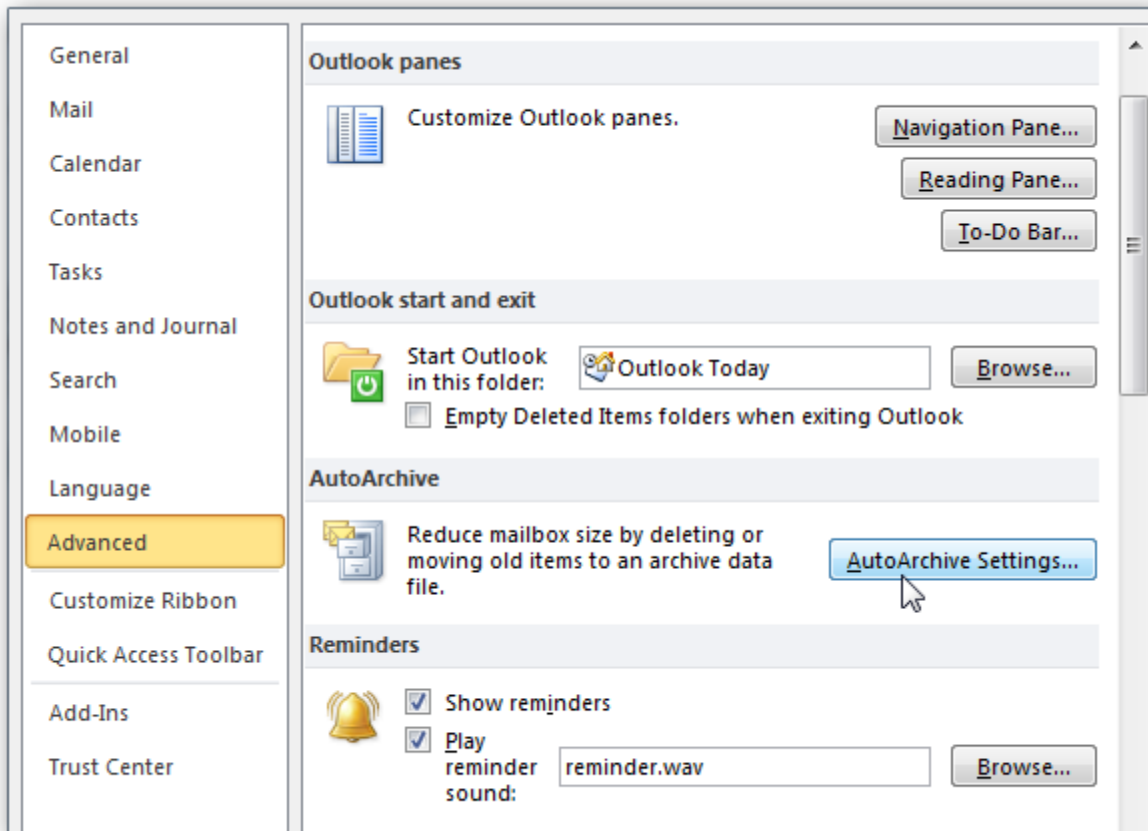 General
Mail
Calendar
Contacts
Tasks
Notes and Journal
Search
Mobile
Language
Advanced
Customize Ribbon
Quick Access Toolbar
Add-Ins
Trust Center
Outlook panes
Customize Outlook panes.
Navigation Pane...
Reading Pane...
To-Do Bar...
Outlook start and exit
Start Outlook
in this folder:
Outlook Today
Browse...
Empty Deleted Items folders when exiting Outlook
AutoArchive
Reduce mailbox size by deleting or
moving old items to an archive data
file.
AutoArchive Settings...
Reminders
Show reminders
Play
reminder
sound:
reminder.wav
Browse...